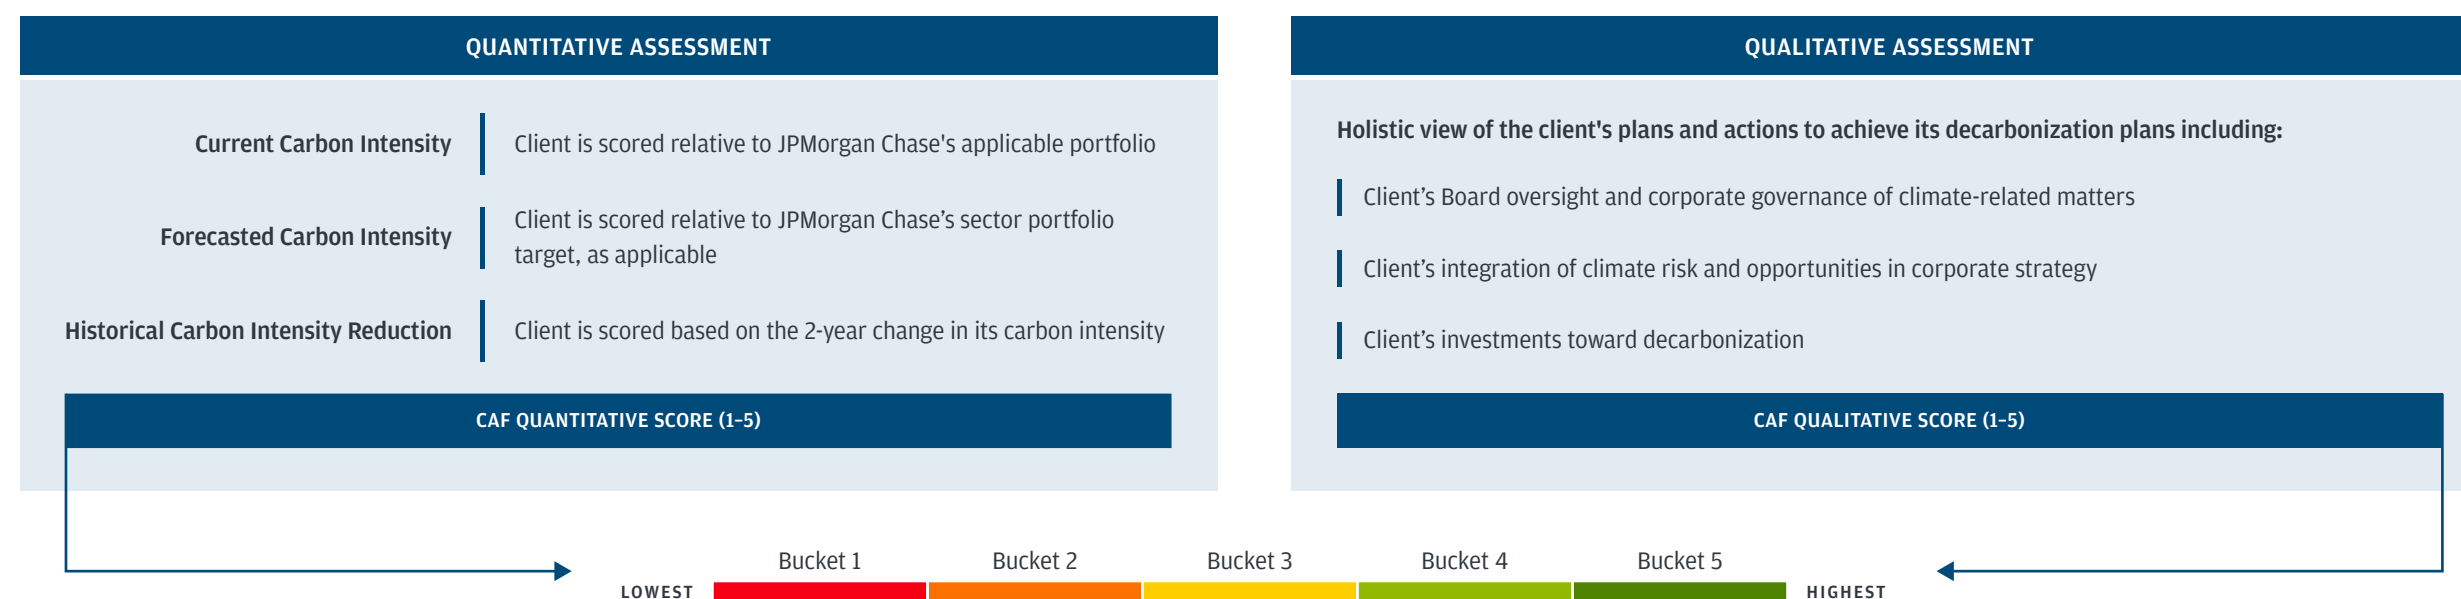 QUANTITATIVE ASSESSMENT
Current Carbon Intensity
Client is scored relative to JPMorgan Chase's applicable portfolio
Forecasted Carbon Intensity
Client is scored relative to JPMorgan Chase’s sector portfolio
target, as applicable
Historical Carbon Intensity Reduction
Client is scored based on the 2-year change in its carbon intensity
CAF QUANTITATIVE SCORE (1–5)
QUALITATIVE ASSESSMENT
Holistic view of the client's plans and actions to achieve its decarbonization plans including:
Client’s Board oversight and corporate governance of climate-related matters
Client’s integration of climate risk and opportunities in corporate strategy
Client’s investments toward decarbonization
CAF QUALITATIVE SCORE (1–5)
Bucket 1
Bucket 2
Bucket 3
Bucket 4
Bucket 5
LOWEST
HIGHEST